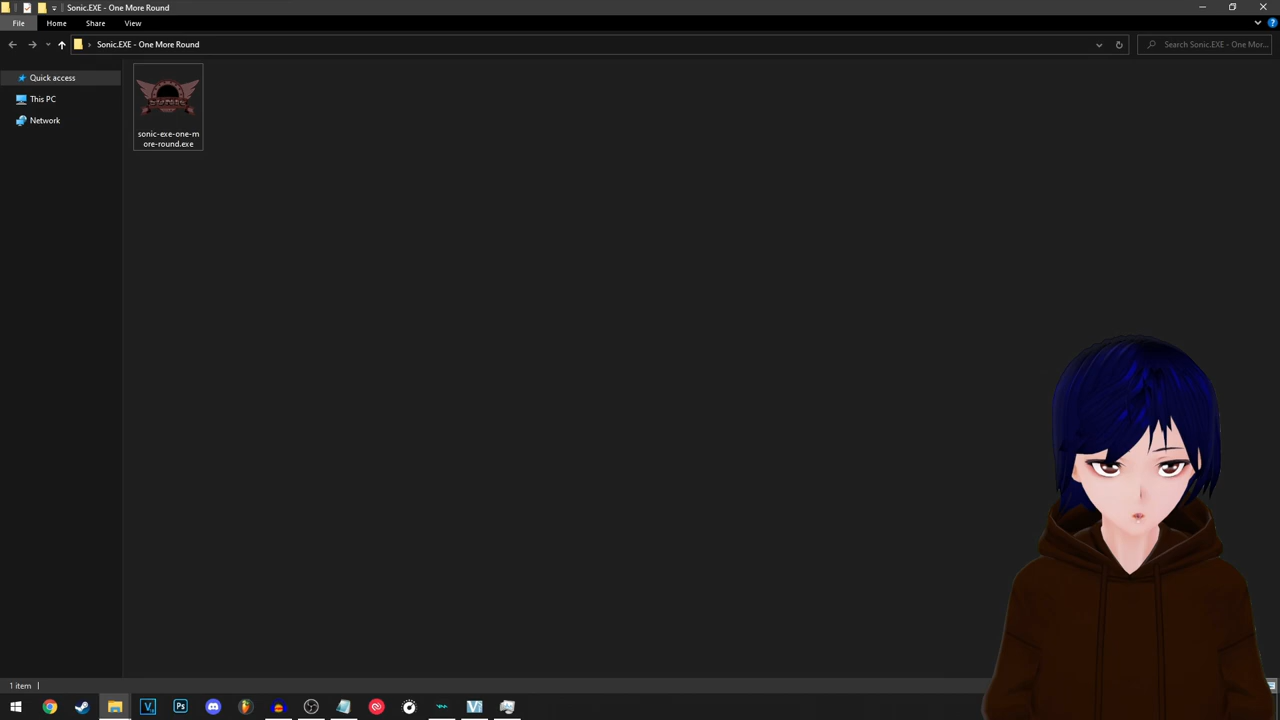 Sonic.EXE - One More Round
File Home Share View
Sonic.EXE - One More Round
Search Sonic.EXE - One Mor...
Quick access
This PC
Network
sonic-exe-one-m
ore-round.exe
1 item
Ps